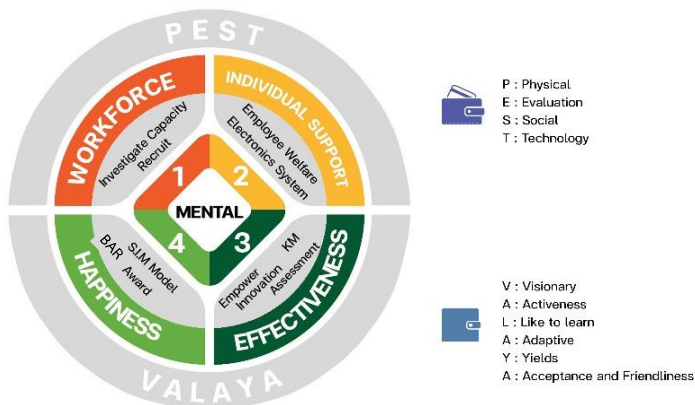 PEST
WORKFORCE
Investigate Capacity
Recruit
INDIVIDUAL SUPPORT
Employee Welfare
Electronics System
1
2
MENTAL
4
3
S.I.M Model
BAR
Award
HAPPINESS
KM
Empower
Innovation
Assessment
EFFECTIVENESS
VALAYA
P : Physical
E : Evaluation
S : Social
T : Technology
V : Visionary
A : Activeness
L : Like to learn
A : Adaptive
Y : Yields
A : Acceptance and Friendliness